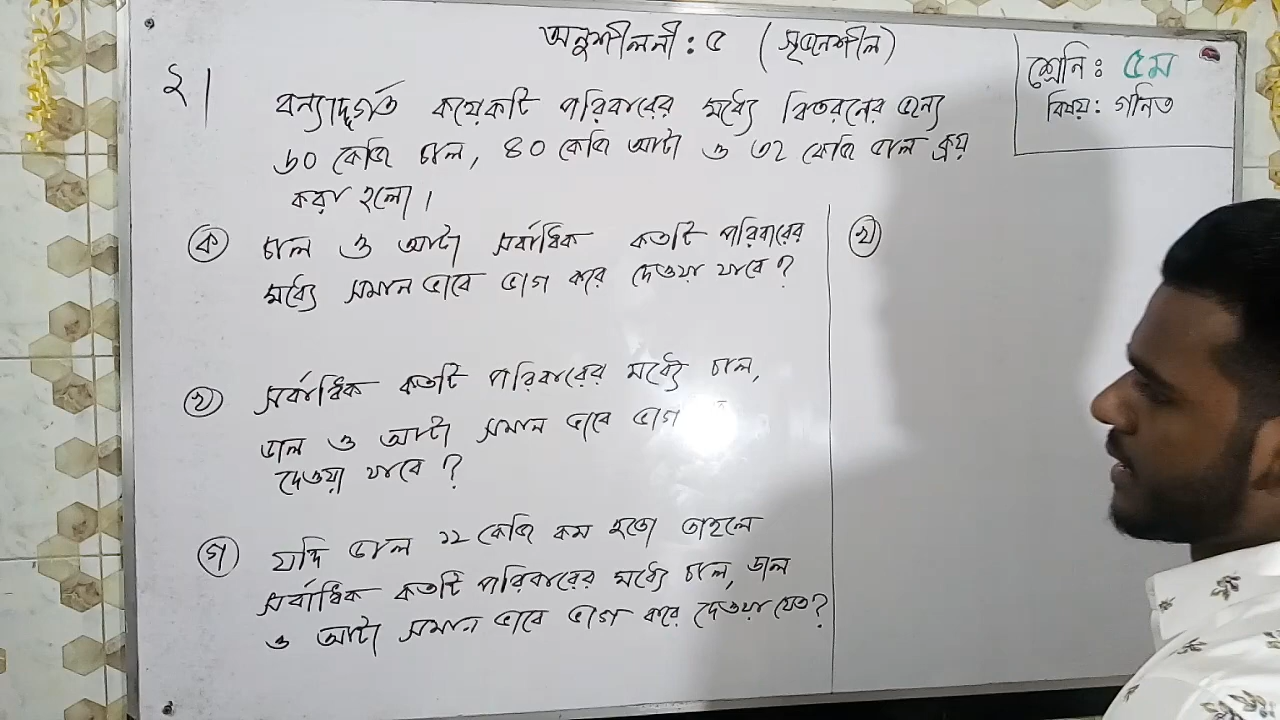 অনুশীলনী : ৫ (সৃজনশীল)
শ্রেনি : ৫ম
বিষয় : গনিত
২। বন্যাদুর্গত কয়েকটি পরিবারের মধ্যে বিতরনের জন্য
৬০ কেজি চাল, ৪০ কেজি আটা ও ৩২ কেজি ডাল ক্রয়
করা হলো।
ক চাল ও আটা সর্বাধিক কতটি পরিবারের
মধ্যে সমান ভাবে ভাগ করে দেওয়া যাবে?
খ সর্বাধিক কতটি পরিবারের মধ্যে চাল,
ডাল ও আটা সমান ভাবে ভাগ
দেওয়া যাবে?
গ যদি ডাল ১২ কেজি কম হতো তাহলে
সর্বাধিক কতটি পরিবারের মধ্যে চাল, ডাল
ও আটা সমান ভাবে ভাগ করে দেওয়া যেত?
খ